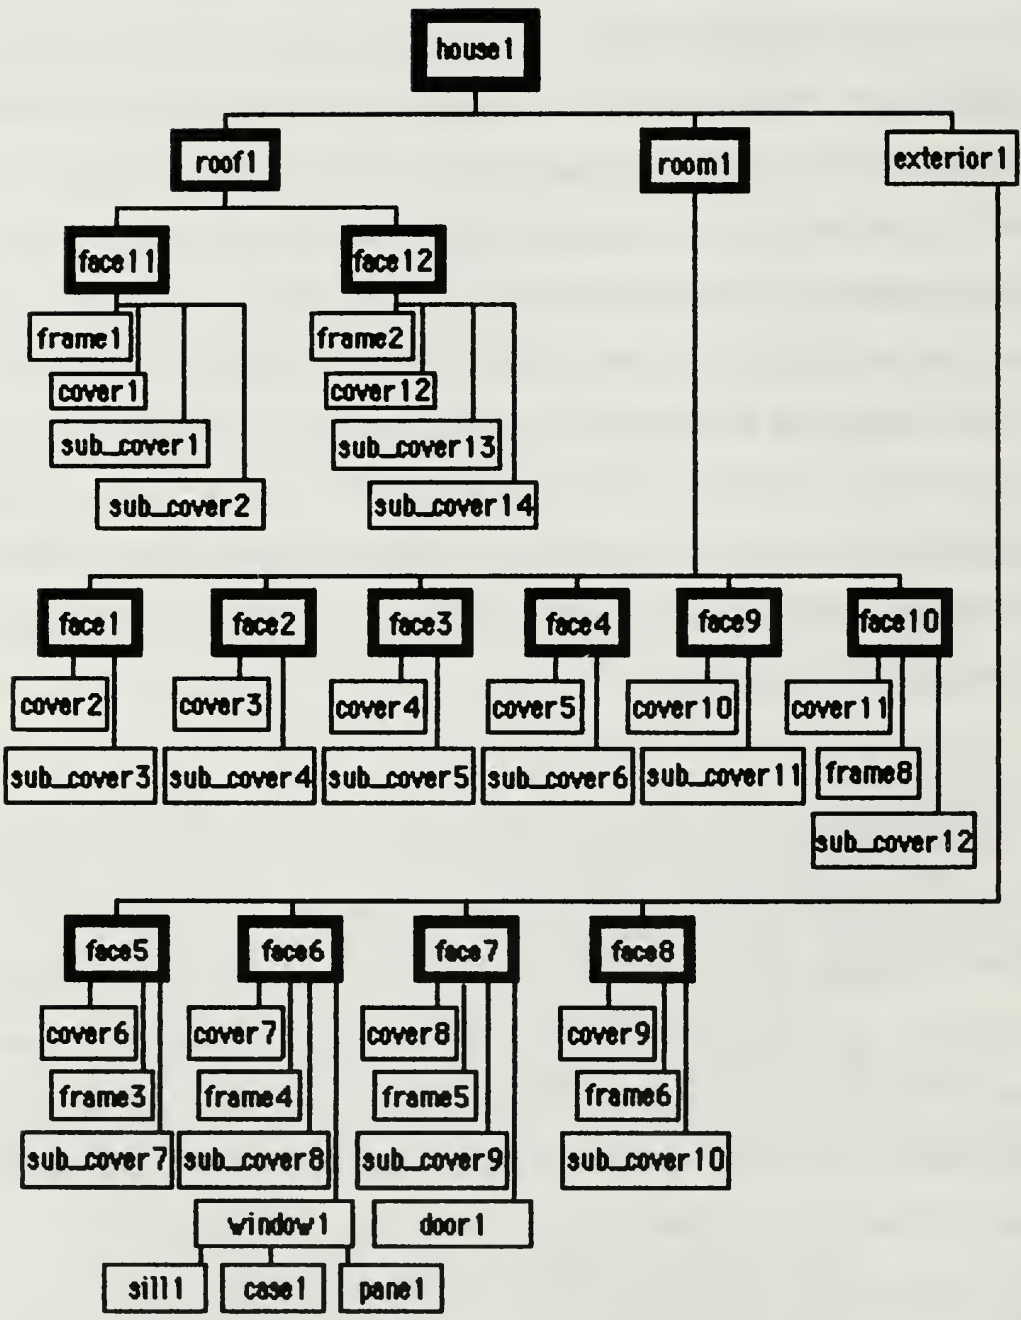 house1
roof1 room1 exterior1
face11 face12
frame1 frame2
cover1 cover12
sub_cover1 sub_cover13
sub_cover2 sub_cover14
face1 face2 face3 face4 face9 face10
cover2 cover3 cover4 cover5 cover10 cover11
sub_cover3 sub_cover4 sub_cover5 sub_cover6 sub_cover11 frame8
sub_cover12
face5 face6 face7 face8
cover6 cover7 cover8 cover9
frame3 frame4 frame5 frame6
sub_cover7 sub_cover8 sub_cover9 sub_cover10
window1 door1
sill1 case1 pane1